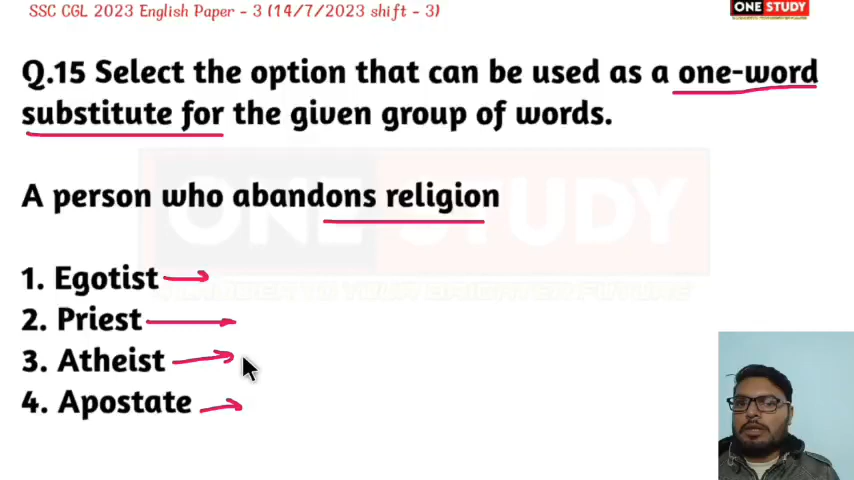 SSC CGL 2023 English Paper - 3 (14/7/2023 shift - 3)
ONE STUDY
Q.15 Select the option that can be used as a one-word
substitute for the given group of words.
A person who abandons religion
ONE STUDY
1. Egotist
2. Priest
3. Atheist
4. Apostate